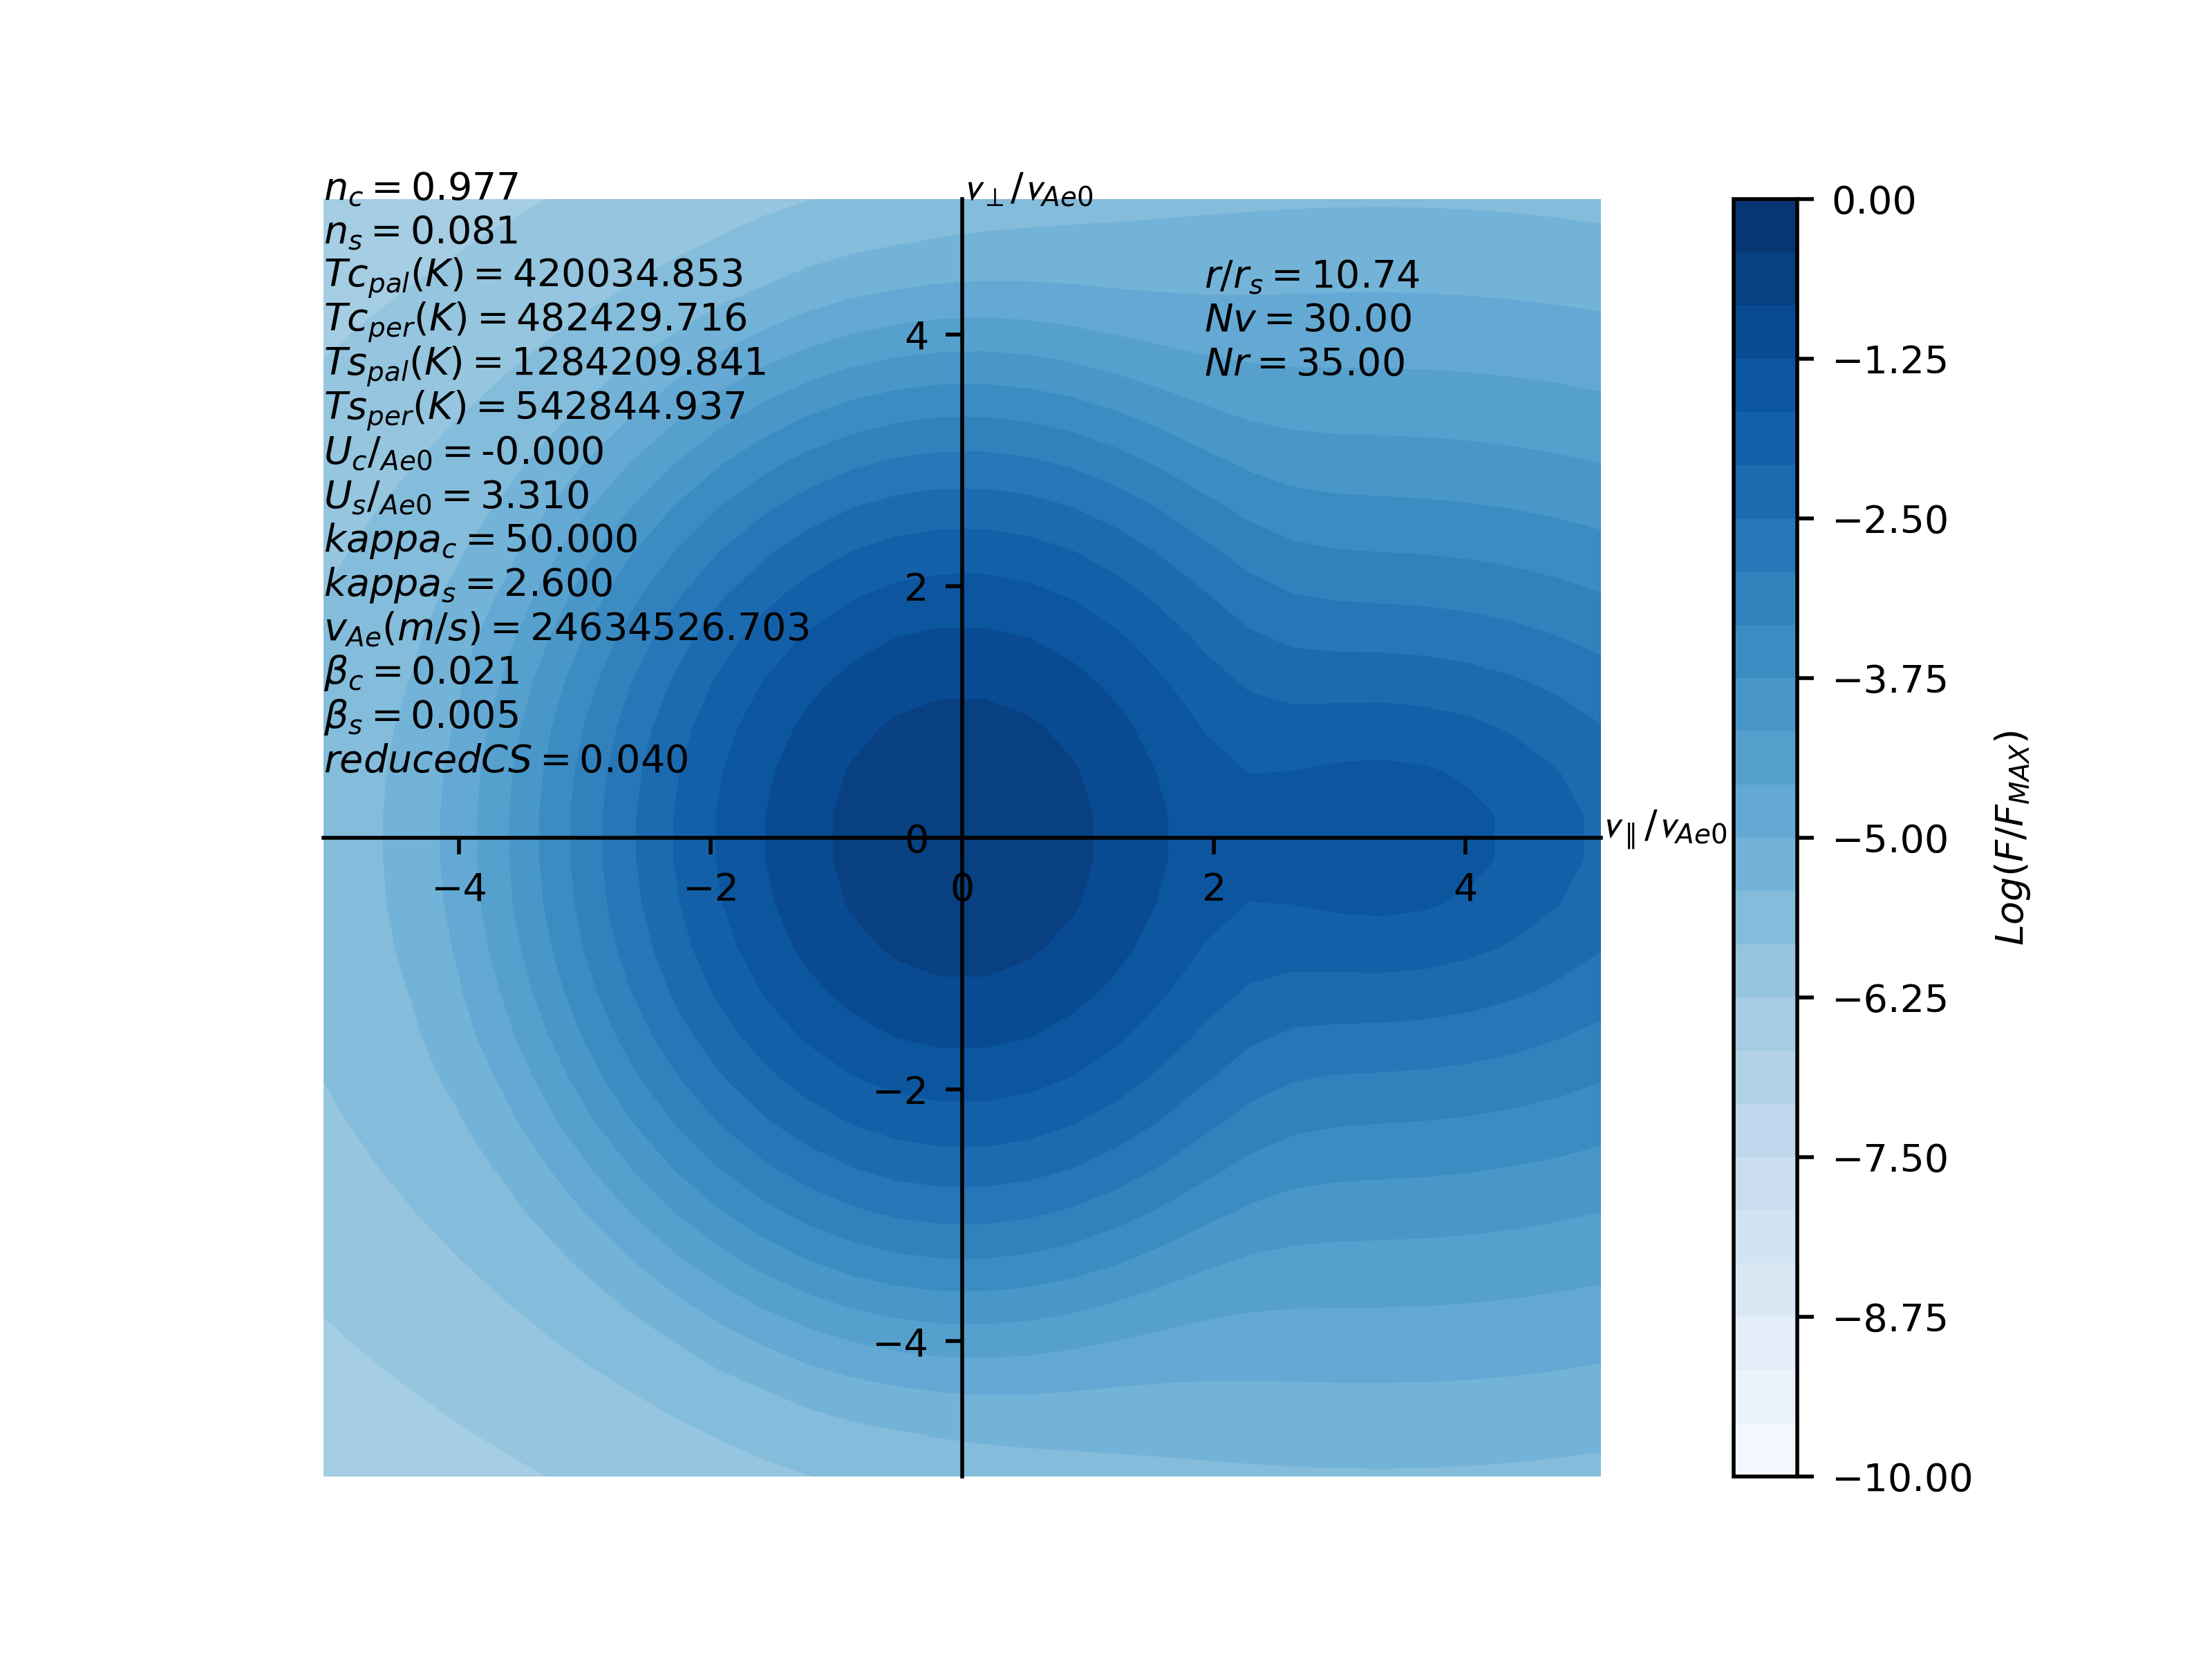 n_c = 0.977
n_s = 0.081
Tc_pal(K) = 420034.853
Tc_per(K) = 482429.716
Ts_pal(K) = 1284209.841
Ts_per(K) = 542844.937
U_c/_Ae0 = -0.000
U_s/_Ae0 = 3.310
kappa_c = 50.000
kappa_s = 2.600
v_Ae(m/s) = 24634526.703
β_c = 0.021
β_s = 0.005
reducedCS = 0.040
v_⊥/v_Ae0
r/r_s = 10.74
Nv = 30.00
Nr = 35.00
4
2
0
−2
−4
−4 −2 0 2 4
v_∥/v_Ae0
0.00
−1.25
−2.50
−3.75
−5.00
−6.25
−7.50
−8.75
−10.00
Log(F/F_MAX)